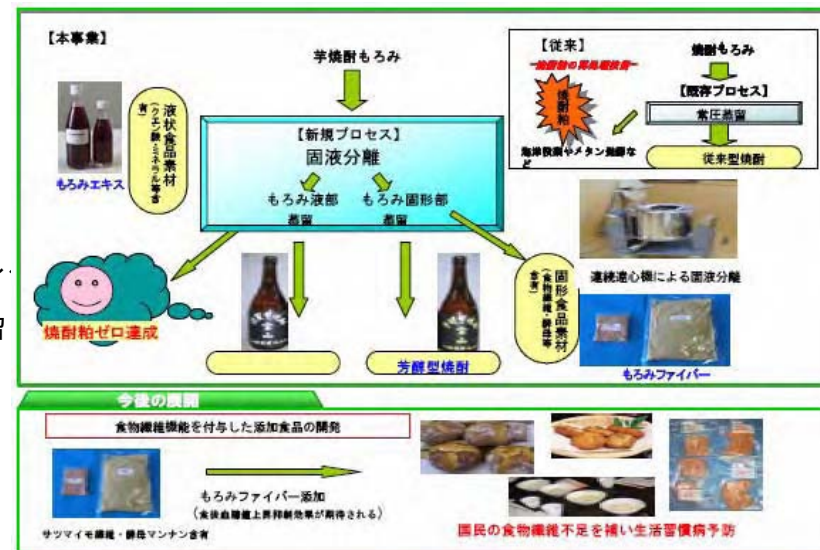 【本事業】
芋焼酎もろみ
【従来】
焼酎もろみ
【既存プロセス】
常圧蒸留
従来型焼酎
焼酎粕
海洋投棄やメタン発酵など
液状食品素材
(クエン酸・ミネラル等含有)
もろみエキス
【新規プロセス】
固液分離
もろみ液部
蒸留
もろみ固形部
蒸留
焼酎粕ゼロ達成
芳醇型焼酎
固形食品素材
(食物繊維・酵母等含有)
連続遠心機による固液分離
もろみファイバー
今後の展開
食物繊維機能を付与した添加食品の開発
もろみファイバー添加
(食後血糖値上昇抑制効果が期待される)
サツマイモ繊維・酵母マンナン含有
国民の食物繊維不足を補い生活習慣病予防